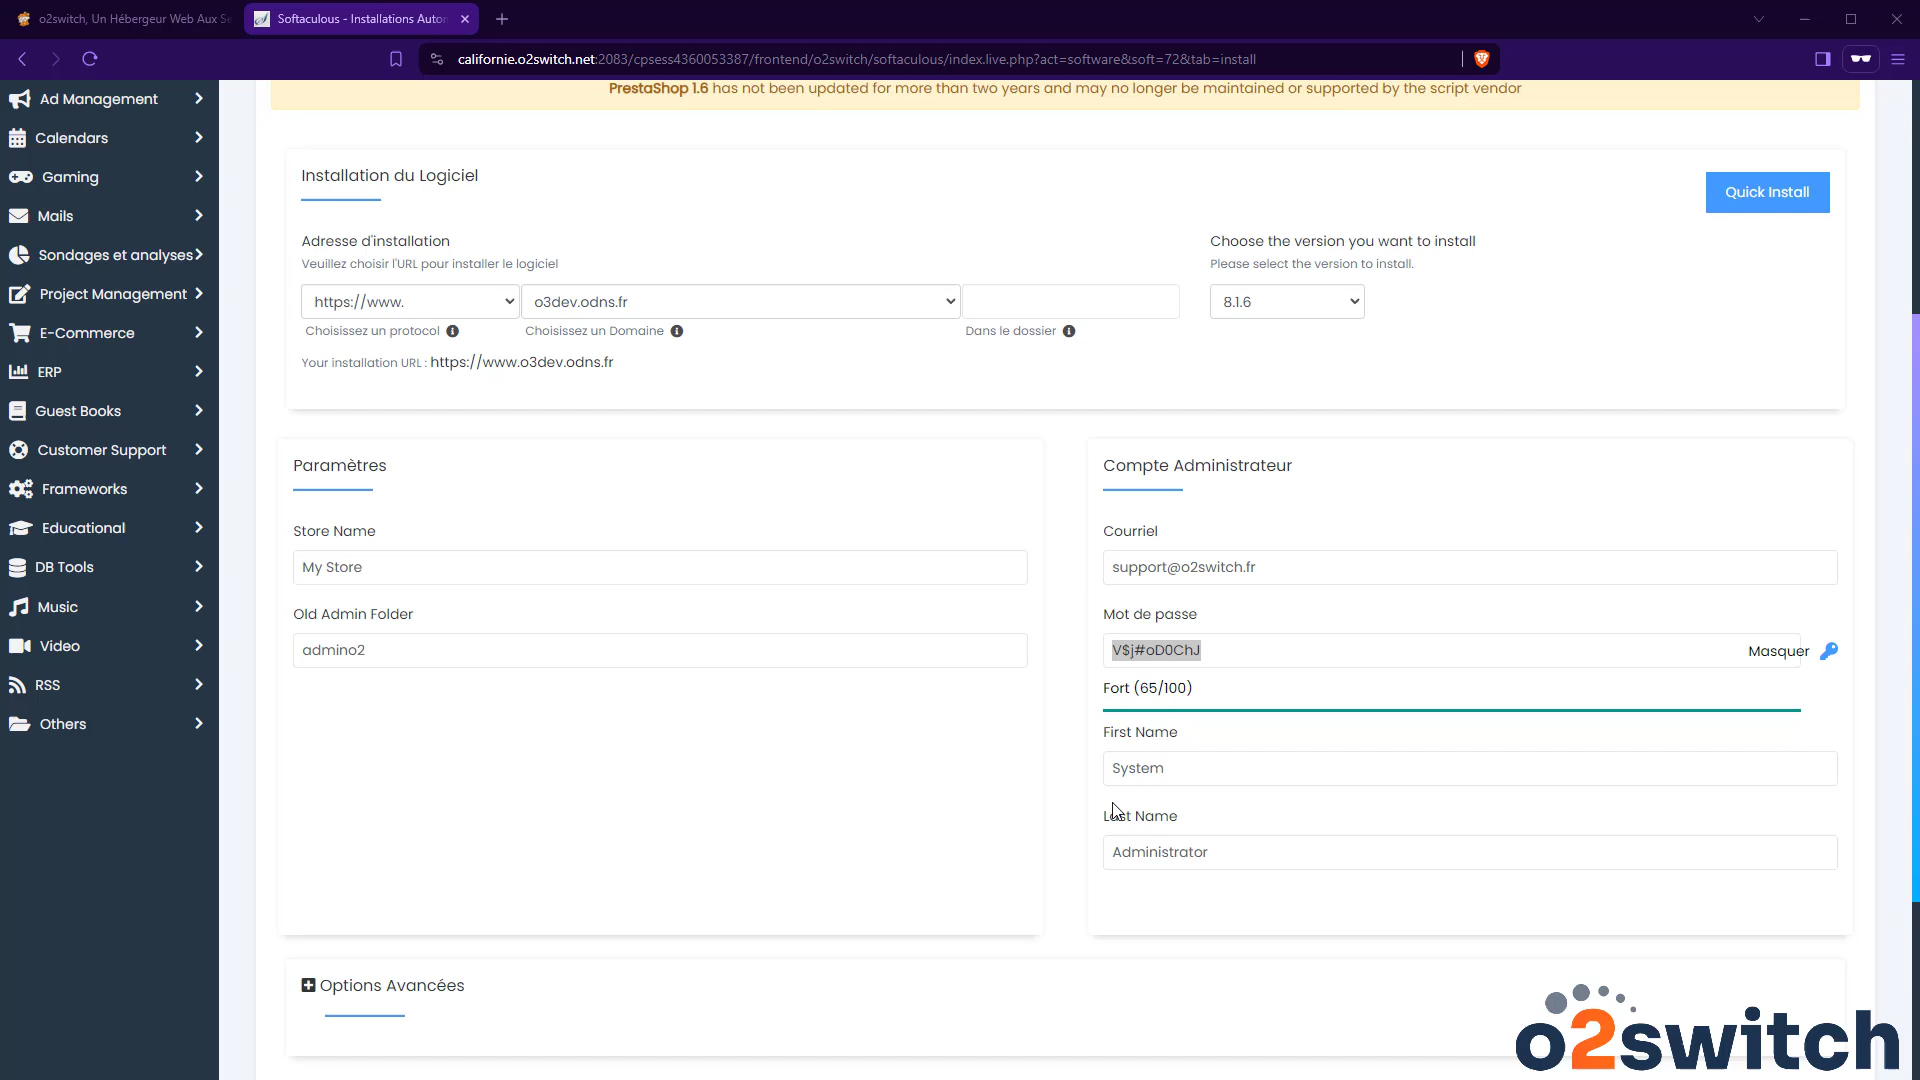 o2switch, Un Hébergeur Web Aux Se
Softaculous - Installations Auton
californie.o2switch.net:2083/cpsess4360053387/frontend/o2switch/softaculous/index.live.php?act=software&soft=72&tab=install
Ad Management
Calendars
Gaming
Mails
Sondages et analyses
Project Management
E-Commerce
ERP
Guest Books
Customer Support
Frameworks
Educational
DB Tools
Music
Video
RSS
Others
PrestaShop 1.6 has not been updated for more than two years and may no longer be maintained or supported by the script vendor
Installation du Logiciel
Quick Install
Adresse d'installation
Veuillez choisir l'URL pour installer le logiciel
https://www.
o3dev.odns.fr
Choisissez un protocol
Choisissez un Domaine
Dans le dossier
Your installation URL : https://www.o3dev.odns.fr
Choose the version you want to install
Please select the version to install.
8.1.6
Paramètres
Store Name
My Store
Old Admin Folder
admino2
Compte Administrateur
Courriel
support@o2switch.fr
Mot de passe
V$j#oD0ChJ
Masquer
Fort (65/100)
First Name
System
Last Name
Administrator
Options Avancées
o2switch